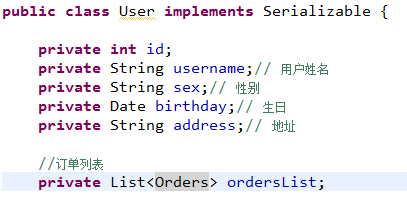 public class User implements Serializable {
private int id;
private String username;// 用户姓名
private String sex;// 性别
private Date birthday;// 生日
private String address;// 地址
//订单列表
private List<Orders> ordersList;